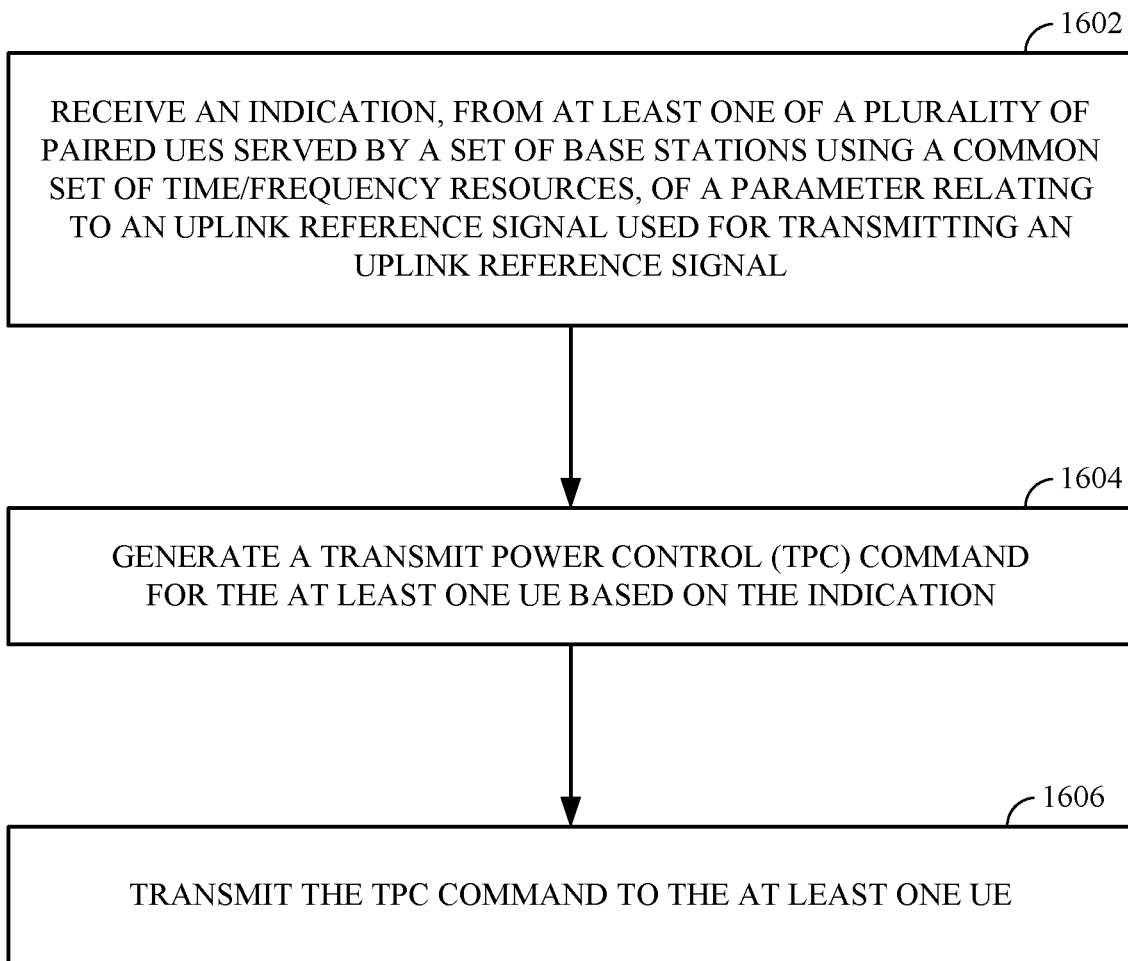 1602
RECEIVE AN INDICATION, FROM AT LEAST ONE OF A PLURALITY OF
PAIRED UES SERVED BY A SET OF BASE STATIONS USING A COMMON
SET OF TIME/FREQUENCY RESOURCES, OF A PARAMETER RELATING
TO AN UPLINK REFERENCE SIGNAL USED FOR TRANSMITTING AN
UPLINK REFERENCE SIGNAL
1604
GENERATE A TRANSMIT POWER CONTROL (TPC) COMMAND
FOR THE AT LEAST ONE UE BASED ON THE INDICATION
1606
TRANSMIT THE TPC COMMAND TO THE AT LEAST ONE UE